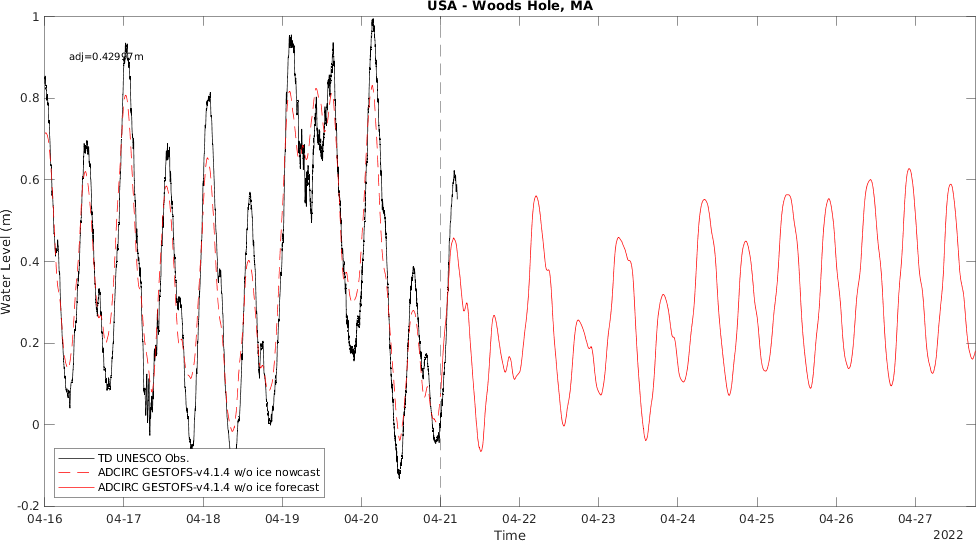 USA - Woods Hole, MA
adj=0.42997m
Water Level (m)
1
0.8
0.6
0.4
0.2
0
-0.2
TD UNESCO Obs.
ADCIRC GESTOFS-v4.1.4 w/o ice nowcast
ADCIRC GESTOFS-v4.1.4 w/o ice forecast
04-16 04-17 04-18 04-19 04-20 04-21 04-22 04-23 04-24 04-25 04-26 04-27
Time
2022